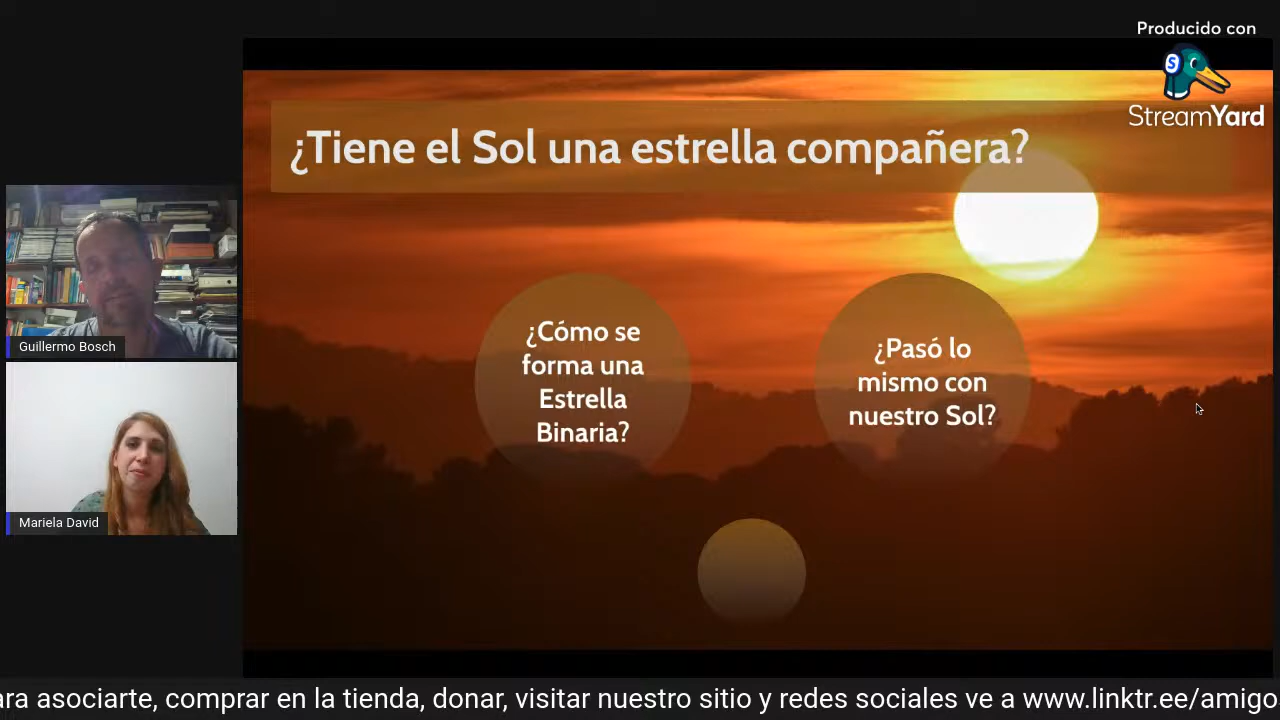 Producido con
StreamYard
¿Tiene el Sol una estrella compañera?
¿Cómo se
forma una
Estrella
Binaria?
¿Pasó lo
mismo con
nuestro Sol?
Guillermo Bosch
Mariela David
ara asociarte, comprar en la tienda, donar, visitar nuestro sitio y redes sociales ve a www.linktr.ee/amigo